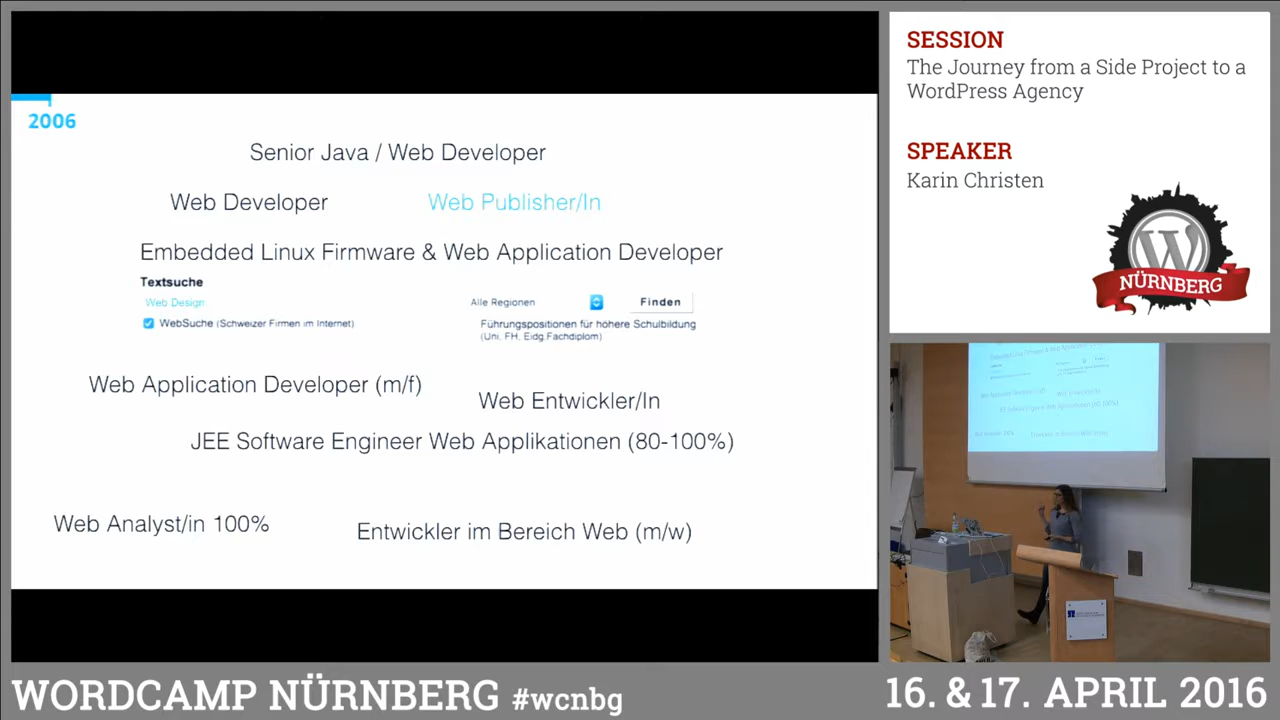 2006
Senior Java / Web Developer
Web Developer
Web Publisher/In
Embedded Linux Firmware & Web Application Developer
Textsuche
Web Design
Alle Regionen
Finden
WebSuche (Schweizer Firmen im Internet)
Führungspositionen für höhere Schulbildung
(Uni, FH, Eidg.Fachdiplom)
Web Application Developer (m/f)
Web Entwickler/In
JEE Software Engineer Web Applikationen (80-100%)
Web Analyst/in 100%
Entwickler im Bereich Web (m/w)
SESSION
The Journey from a Side Project to a
WordPress Agency
SPEAKER
Karin Christen
W
NÜRNBERG
WORDCAMP NÜRNBERG #wcnbg
16. & 17. APRIL 2016